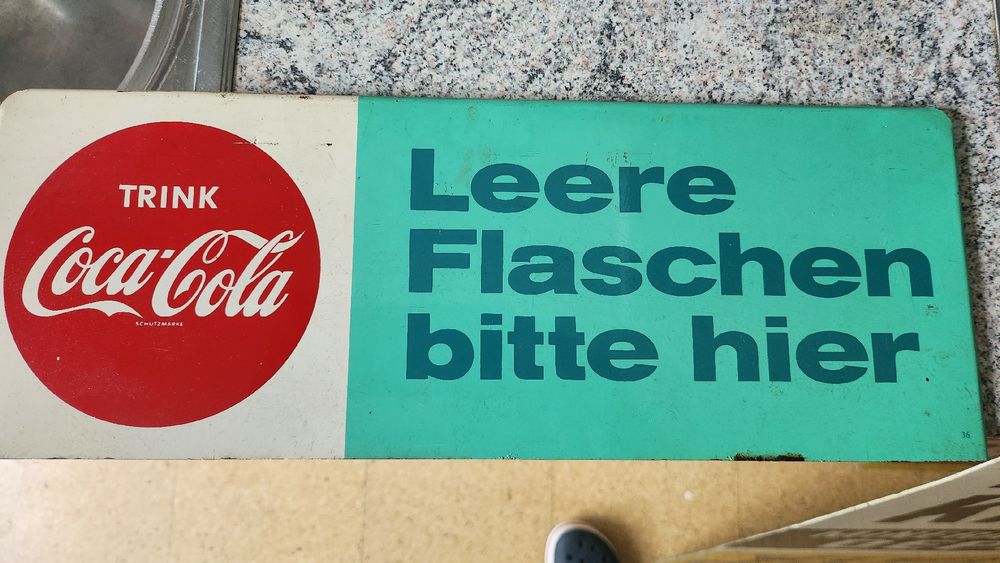 TRINK
Coca-Cola
SCHUTZMARKE
Leere
Flaschen
bitte hier
36